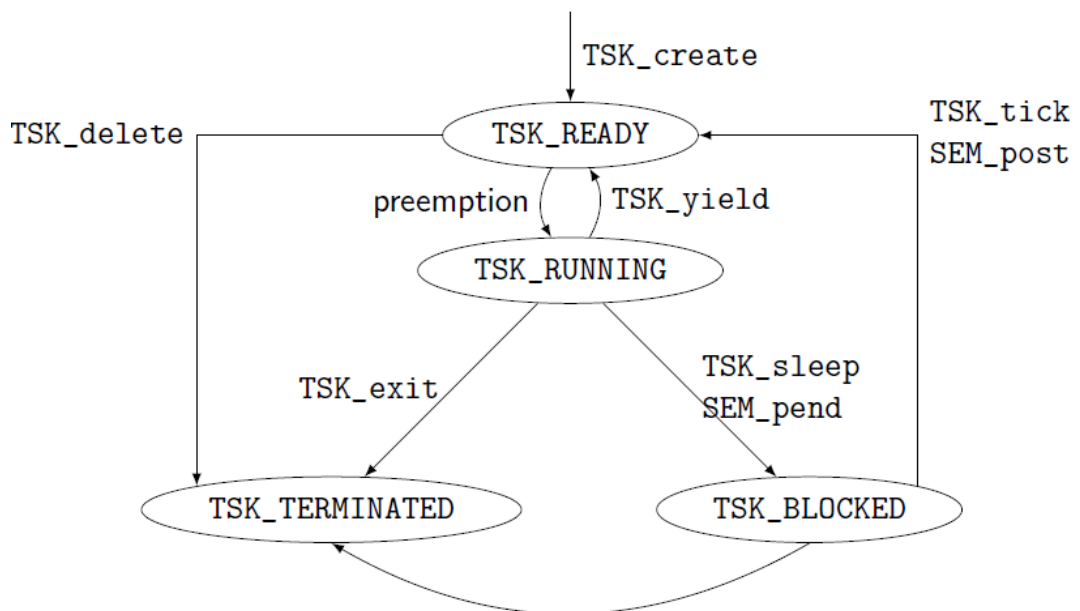 TSK_create
TSK_tick
TSK_delete
TSK_READY
SEM_post
preemption
TSK_yield
TSK_RUNNING
TSK_sleep
TSK_exit
SEM_pend
TSK_TERMINATED
TSK_BLOCKED